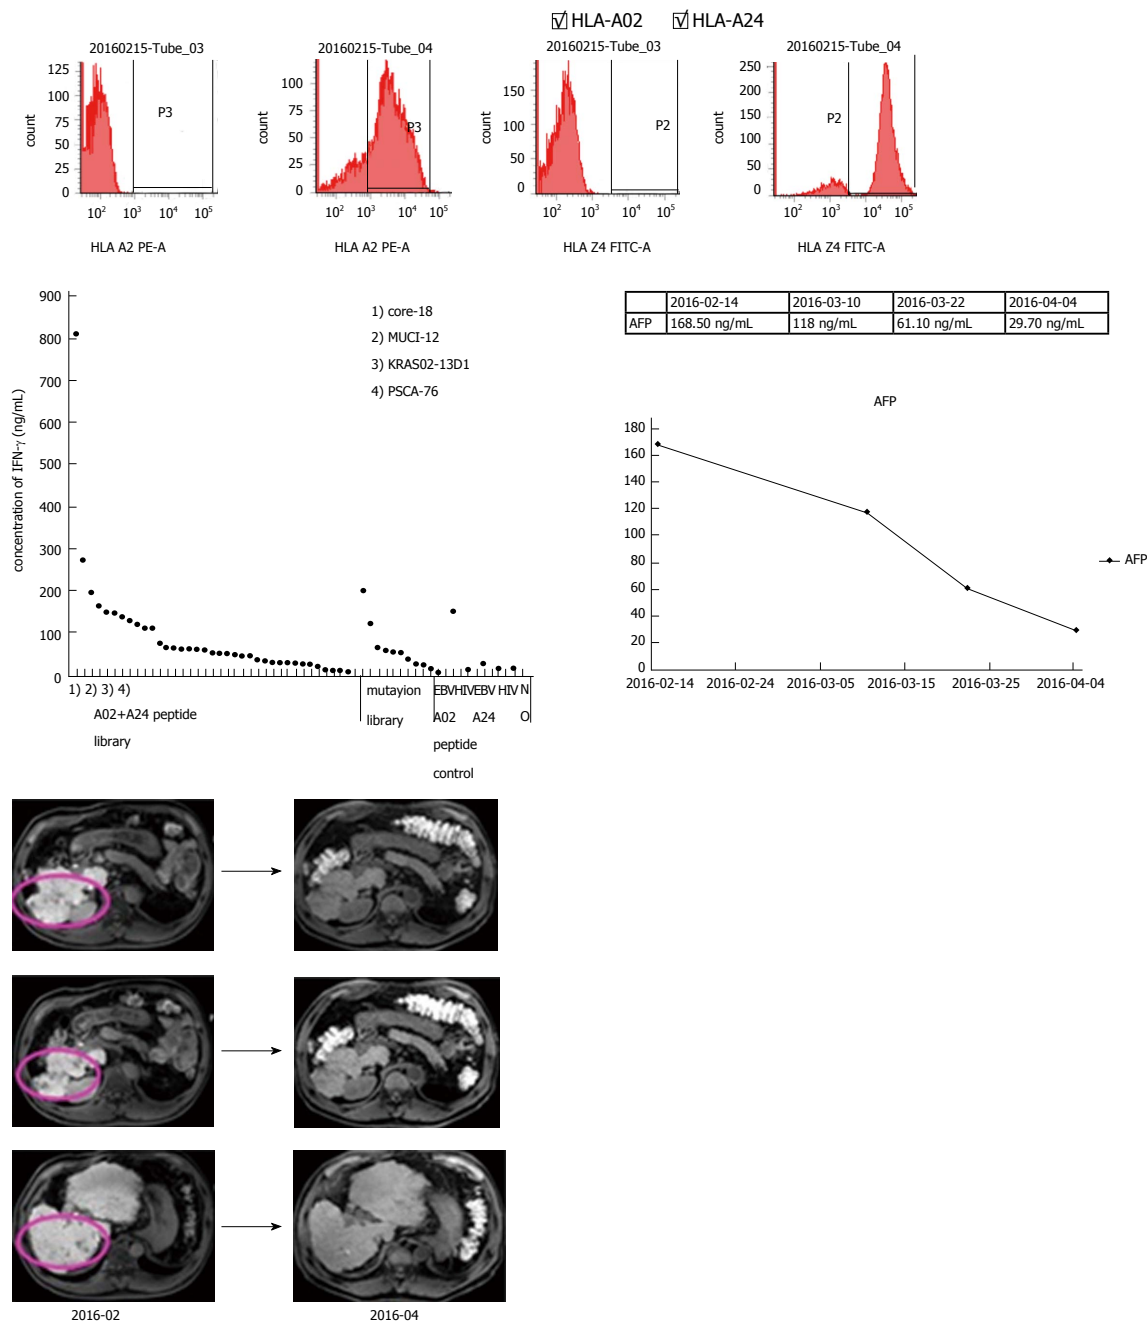 ☑ HLA-A02 ☑ HLA-A24
20160215-Tube_03
125
100
75
50
25
0
count
P3
10² 10³ 10⁴ 10⁵
HLA A2 PE-A
20160215-Tube_04
100
75
50
25
0
count
P3
10² 10³ 10⁴ 10⁵
HLA A2 PE-A
20160215-Tube_03
150
100
50
0
count
P2
10² 10³ 10⁴ 10⁵
HLA Z4 FITC-A
20160215-Tube_04
250
200
150
100
50
0
count
P2
10² 10³ 10⁴ 10⁵
HLA Z4 FITC-A
concentration of IFN-γ (ng/mL)
900
800
700
600
500
400
300
200
100
0
1) core-18
2) MUCI-12
3) KRAS02-13D1
4) PSCA-76
1) 2) 3) 4)
A02+A24 peptide
library
mutayion
library
EBVHIVEBV HIV N
A02 A24 O
peptide
control
2016-02-14 2016-03-10 2016-03-22 2016-04-04
AFP 168.50 ng/mL 118 ng/mL 61.10 ng/mL 29.70 ng/mL
AFP
180
160
140
120
100
80
60
40
20
0
2016-02-14 2016-02-24 2016-03-05 2016-03-15 2016-03-25 2016-04-04
AFP
2016-02 2016-04